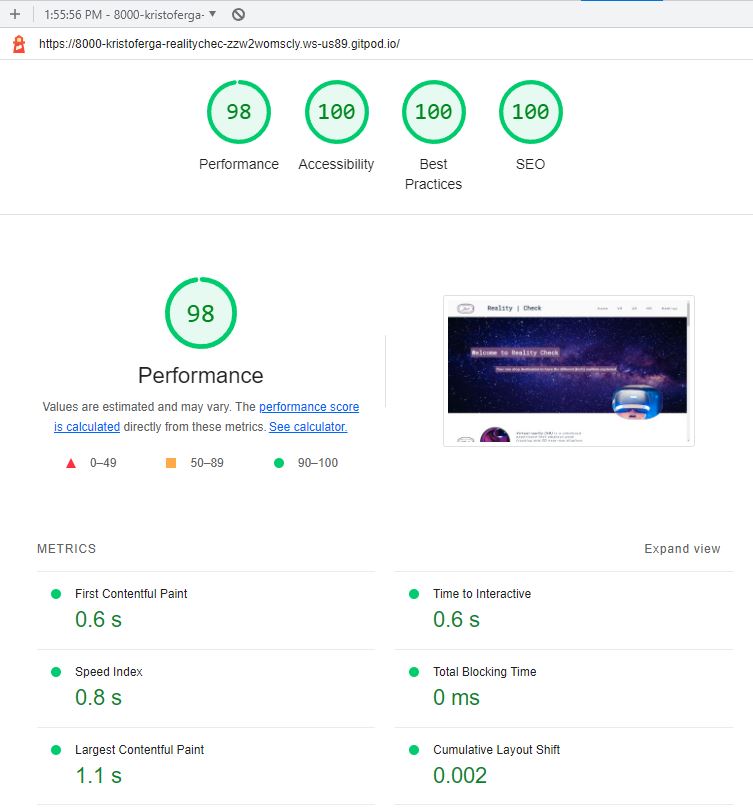 1:55:56 PM - 8000-kristoferga-
https://8000-kristoferga-realitychec-zzw2womscly.ws-us89.gitpod.io/
98 100 100 100
Performance Accessibility Best Practices SEO
98
Performance
Values are estimated and may vary. The performance score
is calculated directly from these metrics. See calculator.
0–49 50–89 90–100
Reality | Check
Welcome to Reality Check
METRICS Expand view
First Contentful Paint
0.6 s
Time to Interactive
0.6 s
Speed Index
0.8 s
Total Blocking Time
0 ms
Largest Contentful Paint
1.1 s
Cumulative Layout Shift
0.002